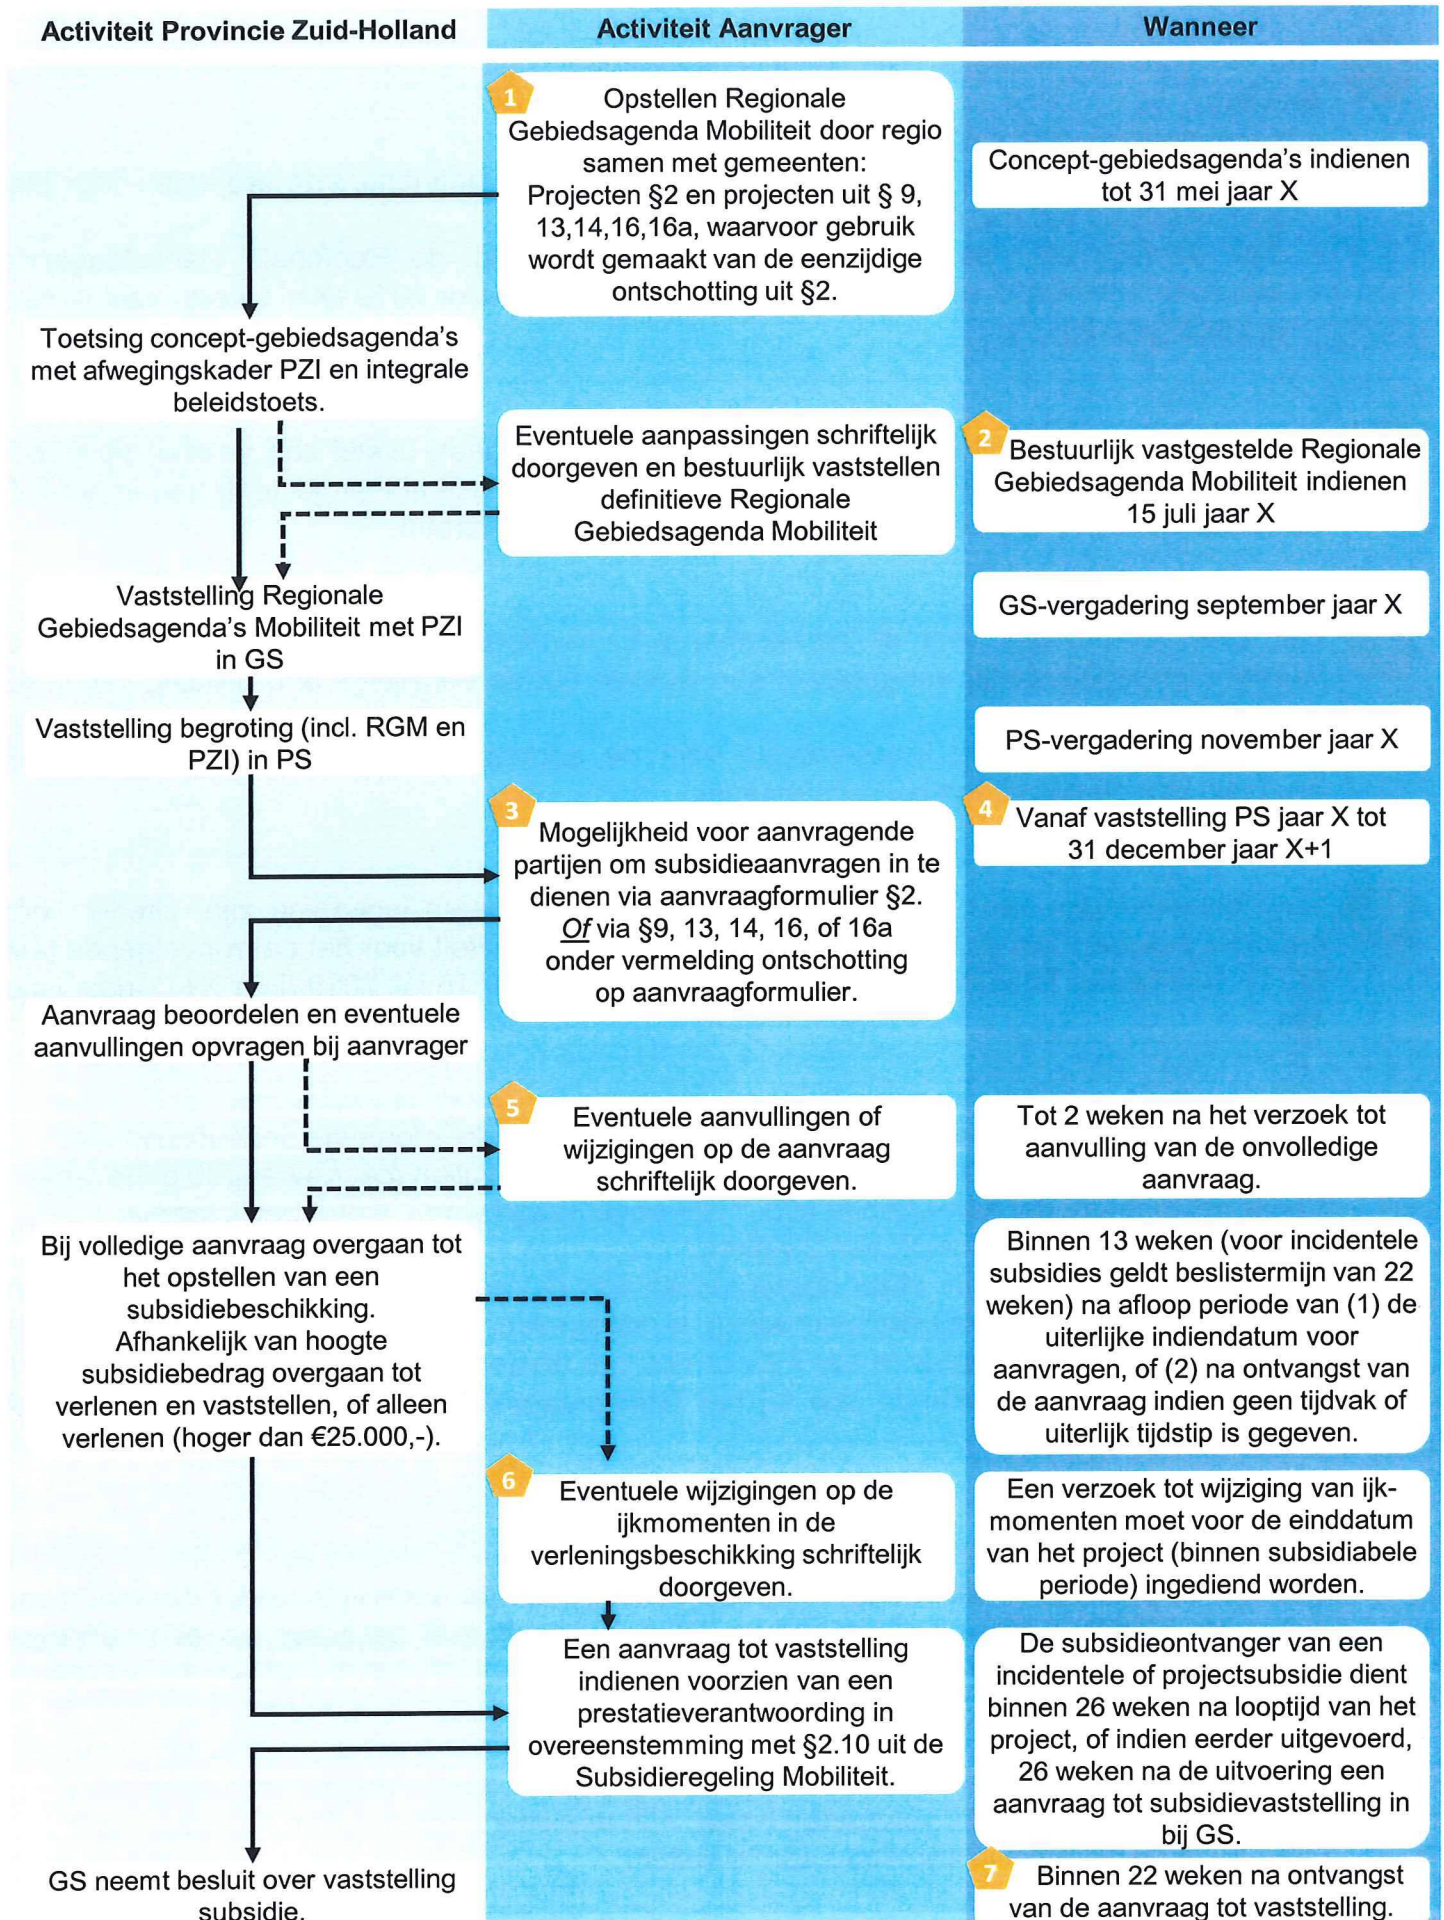 Activiteit Provincie Zuid-Holland
Activiteit Aanvrager
Wanneer
1
Opstellen Regionale
Gebiedsagenda Mobiliteit door regio
samen met gemeenten:
Projecten §2 en projecten uit § 9,
13,14,16,16a, waarvoor gebruik
wordt gemaakt van de eenzijdige
ontschotting uit §2.
Concept-gebiedsagenda's indienen
tot 31 mei jaar X
Toetsing concept-gebiedsagenda's
met afwegingskader PZI en integrale
beleidstoets.
Eventuele aanpassingen schriftelijk
doorgeven en bestuurlijk vaststellen
definitieve Regionale
Gebiedsagenda Mobiliteit
2
Bestuurlijk vastgestelde Regionale
Gebiedsagenda Mobiliteit indienen
15 juli jaar X
Vaststelling Regionale
Gebiedsagenda's Mobiliteit met PZI
in GS
GS-vergadering september jaar X
Vaststelling begroting (incl. RGM en
PZI) in PS
PS-vergadering november jaar X
3
Mogelijkheid voor aanvragende
partijen om subsidieaanvragen in te
dienen via aanvraagformulier §2.
Of via §9, 13, 14, 16, of 16a
onder vermelding ontschotting
op aanvraagformulier.
4
Vanaf vaststelling PS jaar X tot
31 december jaar X+1
Aanvraag beoordelen en eventuele
aanvullingen opvragen bij aanvrager
5
Eventuele aanvullingen of
wijzigingen op de aanvraag
schriftelijk doorgeven.
Tot 2 weken na het verzoek tot
aanvulling van de onvolledige
aanvraag.
Bij volledige aanvraag overgaan tot
het opstellen van een
subsidiebeschikking.
Afhankelijk van hoogte
subsidiebedrag overgaan tot
verlenen en vaststellen, of alleen
verlenen (hoger dan €25.000,-).
Binnen 13 weken (voor incidentele
subsidies geldt beslistermijn van 22
weken) na afloop periode van (1) de
uiterlijke indiendatum voor
aanvragen, of (2) na ontvangst van
de aanvraag indien geen tijdvak of
uiterlijk tijdstip is gegeven.
6
Eventuele wijzigingen op de
ijkmomenten in de
verleningsbeschikking schriftelijk
doorgeven.
Een verzoek tot wijziging van ijk-
momenten moet voor de einddatum
van het project (binnen subsidiabele
periode) ingediend worden.
Een aanvraag tot vaststelling
indienen voorzien van een
prestatieverantwoording in
overeenstemming met §2.10 uit de
Subsidieregeling Mobiliteit.
De subsidieontvanger van een
incidentele of projectsubsidie dient
binnen 26 weken na looptijd van het
project, of indien eerder uitgevoerd,
26 weken na de uitvoering een
aanvraag tot subsidievaststelling in
bij GS.
GS neemt besluit over vaststelling
subsidie.
7
Binnen 22 weken na ontvangst
van de aanvraag tot vaststelling.